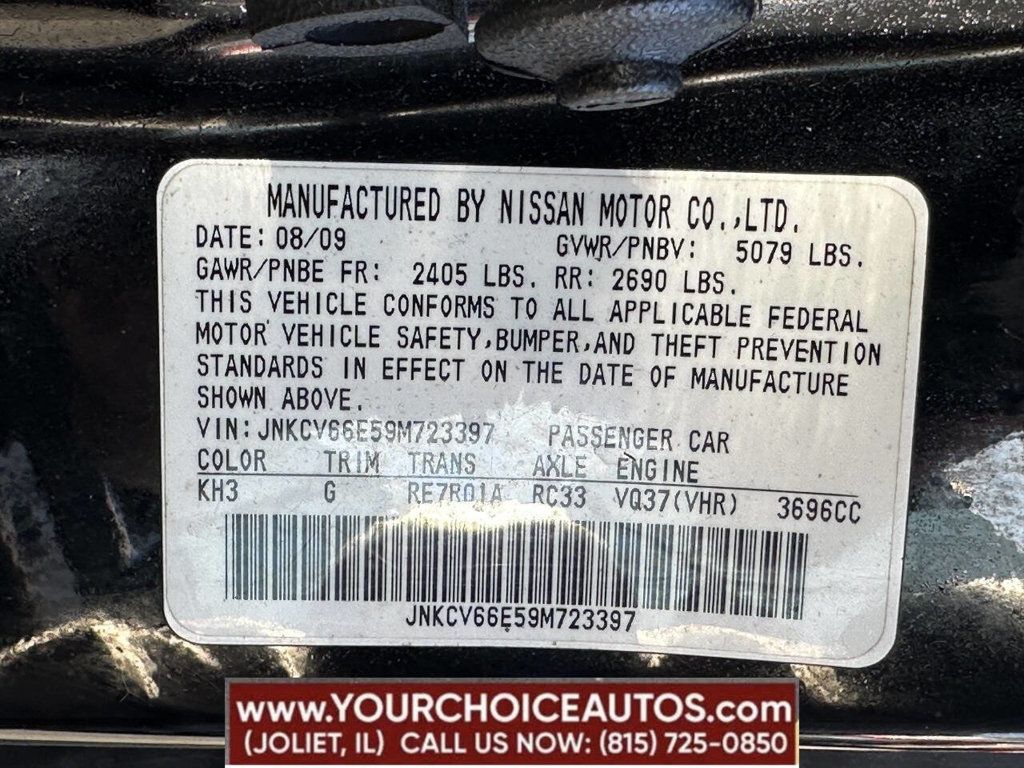 MANUFACTURED BY NISSAN MOTOR CO.,LTD.
DATE: 08/09 GVWR/PNBV: 5079 LBS.
GAWR/PNBE FR: 2405 LBS. RR: 2690 LBS.
THIS VEHICLE CONFORMS TO ALL APPLICABLE FEDERAL
MOTOR VEHICLE SAFETY,BUMPER,AND THEFT PREVENTION
STANDARDS IN EFFECT ON THE DATE OF MANUFACTURE
SHOWN ABOVE.
VIN: JNKCV66E59M723397 PASSENGER CAR
COLOR TRIM TRANS AXLE ENGINE
KH3 G RE7R01A RC33 VQ37(VHR) 3696CC
JNKCV66E59M723397
WWW.YOURCHOICEAUTOS.com
(JOLIET, IL) CALL US NOW: (815) 725-0850